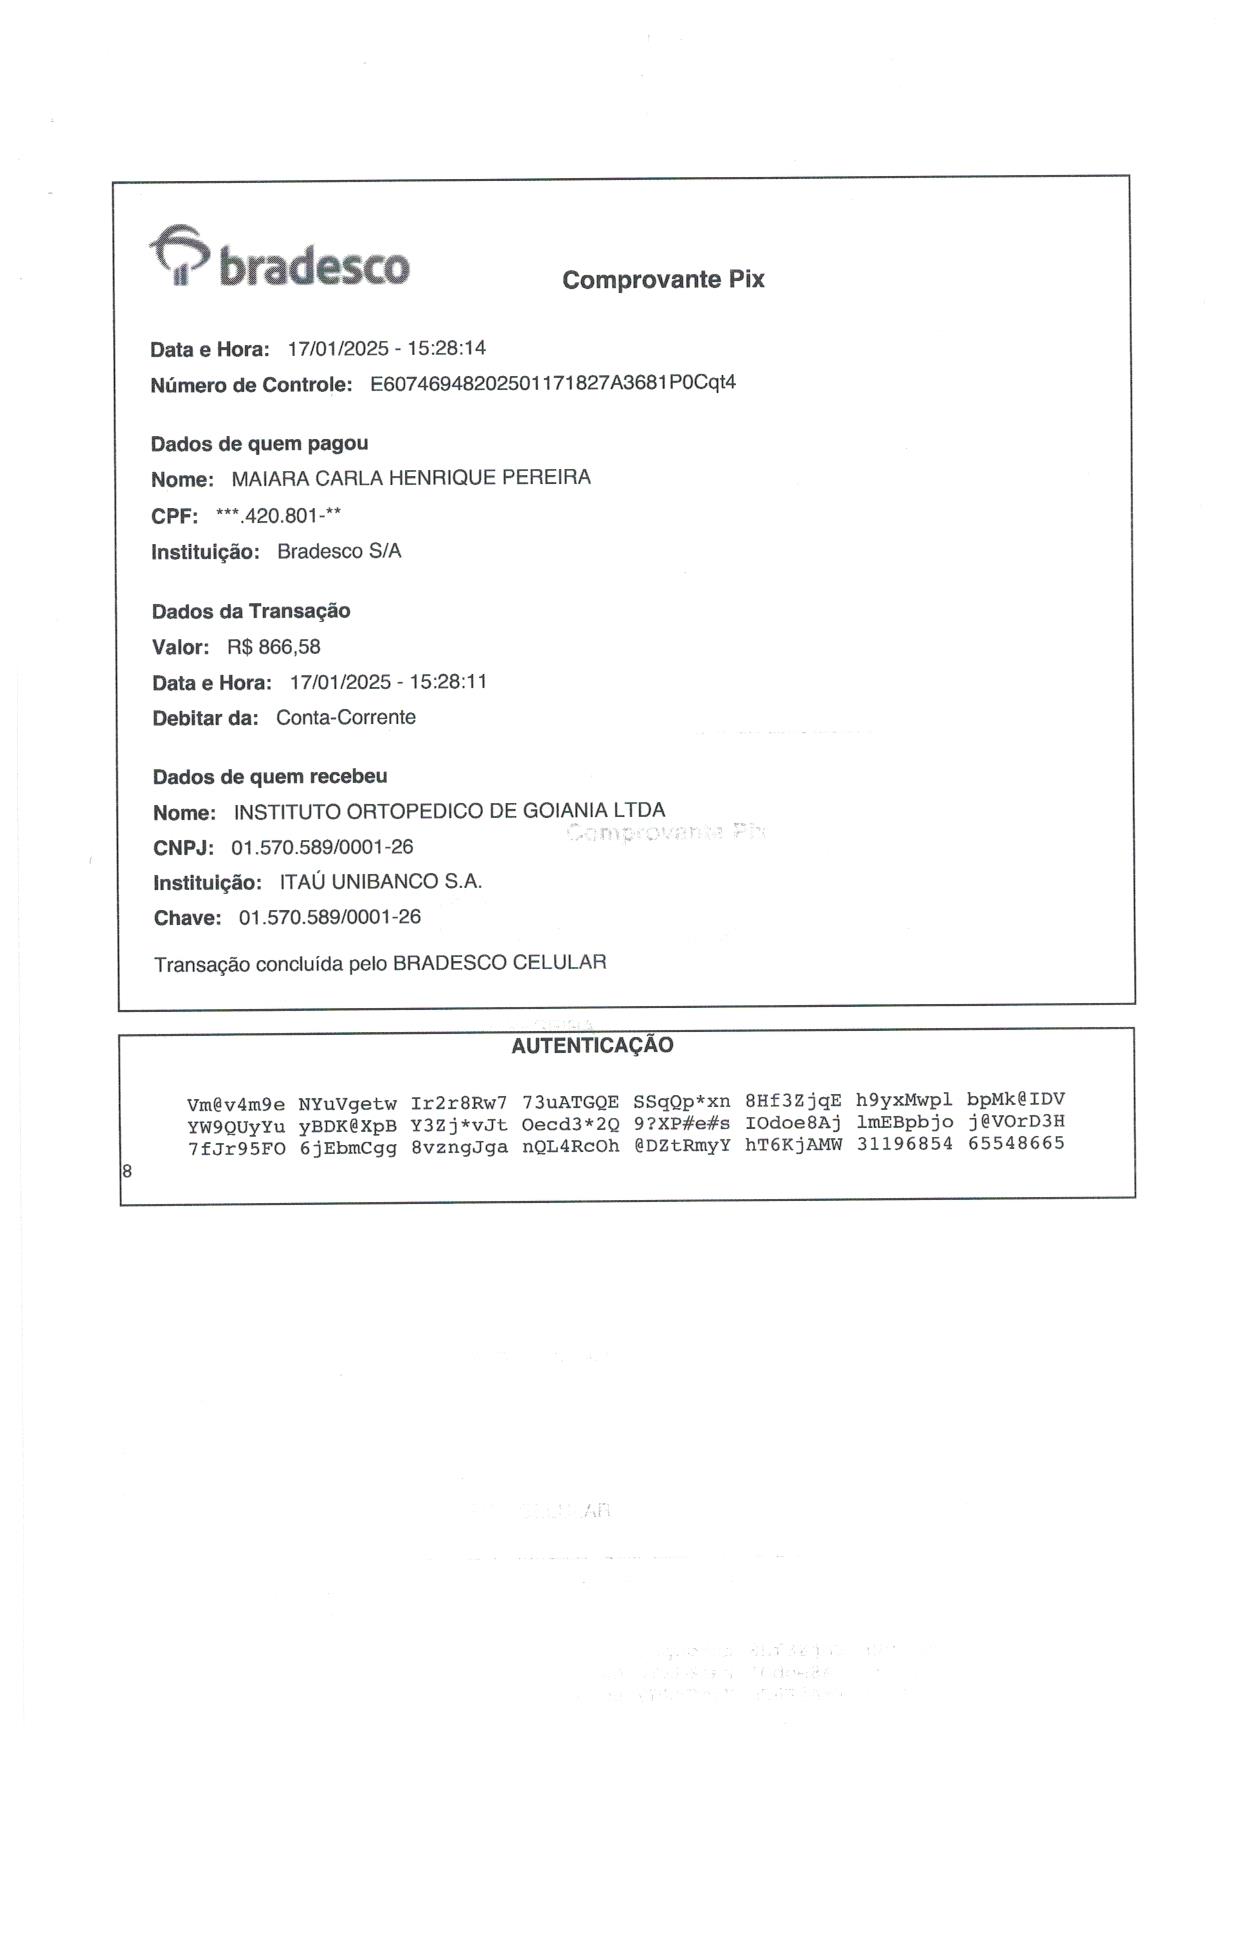 bradesco
Comprovante Pix
Data e Hora: 17/01/2025 - 15:28:14
Número de Controle: E60746948202501171827A3681P0Cqt4
Dados de quem pagou
Nome: MAIARA CARLA HENRIQUE PEREIRA
CPF: ***.420.801-**
Instituição: Bradesco S/A
Dados da Transação
Valor: R$ 866,58
Data e Hora: 17/01/2025 - 15:28:11
Debitar da: Conta-Corrente
Dados de quem recebeu
Nome: INSTITUTO ORTOPEDICO DE GOIANIA LTDA
Comprovante Pix
CNPJ: 01.570.589/0001-26
Instituição: ITAÚ UNIBANCO S.A.
Chave: 01.570.589/0001-26
Transação concluída pelo BRADESCO CELULAR
AUTENTICAÇÃO
Vm@v4m9e NYuVgetw Ir2r8Rw7 73uATGQE SSqQp*xn 8Hf3ZjqE h9yxMwpl bpMk@IDV
YW9QUyYu yBDK@XpB Y3Zj*vJt Oecd3*2Q 9?XP#e#s IOdoe8Aj lmEBpbjo j@VOrD3H
7fJr95FO 6jEbmCgg 8vzngJga nQL4RcOh @DZtRmyY hT6KjAMW 31196854 65548665
8